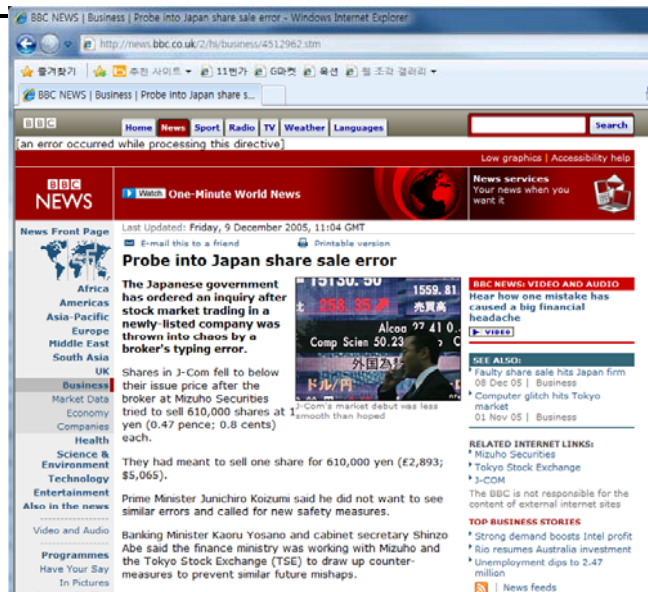 BBC NEWS | Business | Probe into Japan share sale error - Windows Internet Explorer
http://news.bbc.co.uk/2/hi/business/4512962.stm
즐겨찾기 추천 사이트 11번가 G마켓 옥션 웹 조각 갤러리
BBC NEWS | Business | Probe into Japan share s...
BBC
Home News Sport Radio TV Weather Languages
Search
[an error occurred while processing this directive]
Low graphics | Accessibility help
BBC
NEWS
Watch One-Minute World News
News services
Your news when you
want it
News Front Page
Africa
Americas
Asia-Pacific
Europe
Middle East
South Asia
UK
Business
Market Data
Economy
Companies
Health
Science &
Environment
Technology
Entertainment
Also in the news
Video and Audio
Programmes
Have Your Say
In Pictures
Last Updated: Friday, 9 December 2005, 11:04 GMT
E-mail this to a friend
Printable version
Probe into Japan share sale error
The Japanese government
has ordered an inquiry after
stock market trading in a
newly-listed company was
thrown into chaos by a
broker's typing error.
Shares in J-Com fell to below
their issue price after the
broker at Mizuho Securities
tried to sell 610,000 shares at 1
yen (0.47 pence; 0.8 cents)
each.
They had meant to sell one share for 610,000 yen (£2,893;
$5,065).
Prime Minister Junichiro Koizumi said he did not want to see
similar errors and called for new safety measures.
Banking Minister Kaoru Yosano and cabinet secretary Shinzo
Abe said the finance ministry was working with Mizuho and
the Tokyo Stock Exchange (TSE) to draw up counter-
measures to prevent similar future mishaps.
15130.50
1559.81
258.35
売買高
Alcoa 27 41 0.
Comp Scien 50.23
C
外国為
ドル/円
J-Com's market debut was less
smooth than hoped
BBC NEWS: VIDEO AND AUDIO
Hear how one mistake has
caused a big financial
headache
VIDEO
SEE ALSO:
Faulty share sale hits Japan firm
08 Dec 05 | Business
Computer glitch hits Tokyo
market
01 Nov 05 | Business
RELATED INTERNET LINKS:
Mizuho Securities
Tokyo Stock Exchange
J-COM
The BBC is not responsible for the
content of external internet sites
TOP BUSINESS STORIES
Strong demand boosts Intel profit
Rio resumes Australia investment
Unemployment dips to 2.47
million
| News feeds